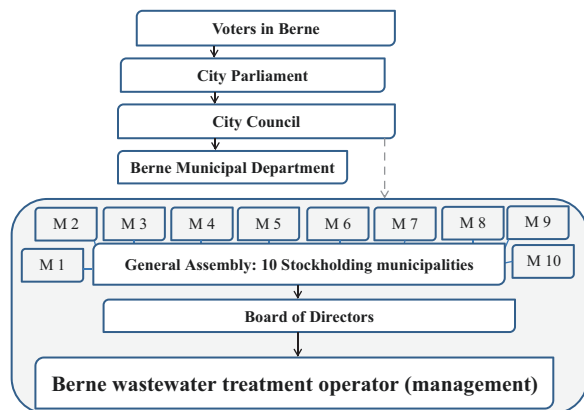 Voters in Berne
City Parliament
City Council
Berne Municipal Department
M 2
M 3
M 4
M 5
M 6
M 7
M 8
M 9
M 1
General Assembly: 10 Stockholding municipalities
M 10
Board of Directors
Berne wastewater treatment operator (management)